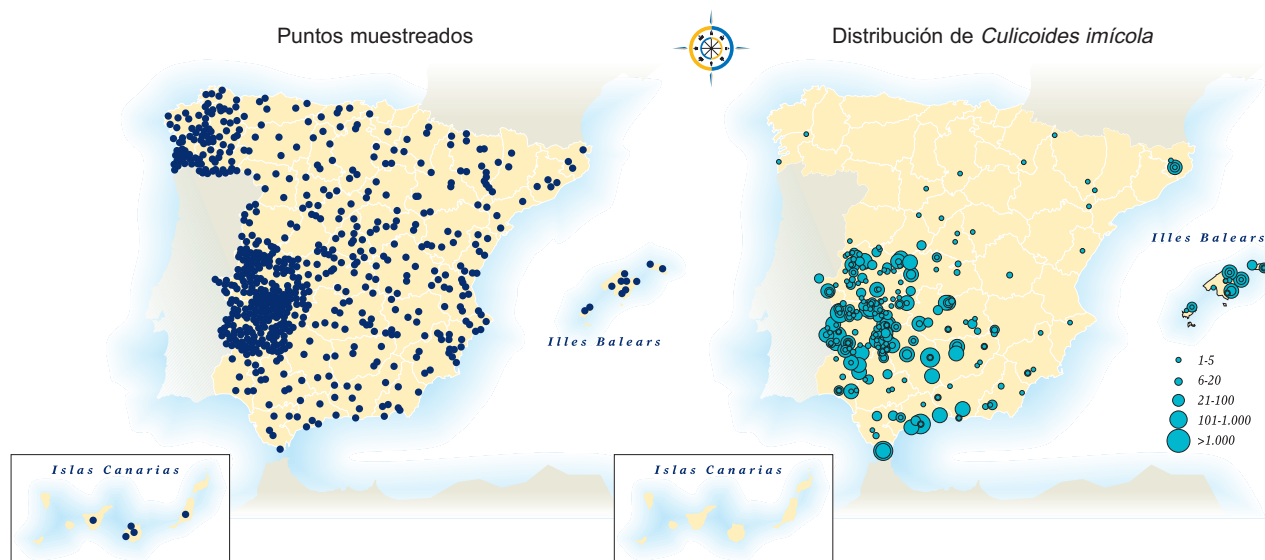 Puntos muestreados
Distribución de Culicoides imícola
Illes Balears
Islas Canarias
Illes Balears
1-5
6-20
21-100
101-1.000
>1.000
Islas Canarias